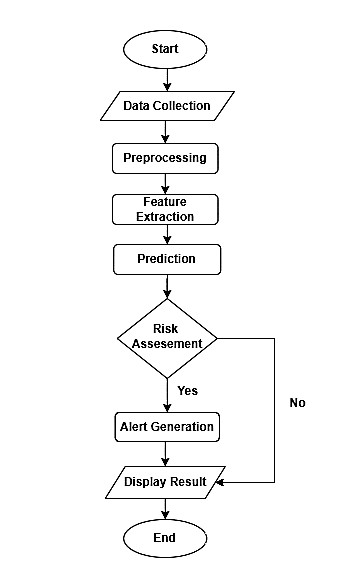 Start
Data Collection
Preprocessing
Feature
Extraction
Prediction
Risk
Assesement
Yes
No
Alert Generation
Display Result
End